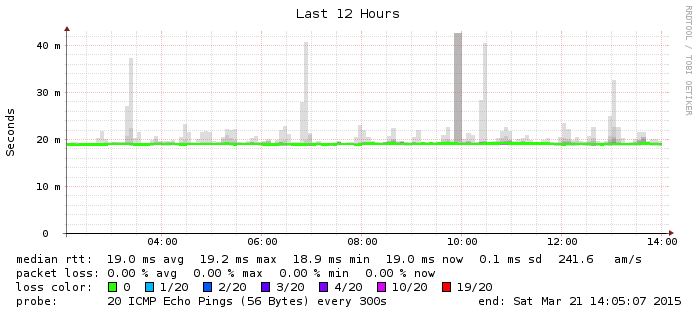 Last 12 Hours
RRDTOOL / TOBI OETIKER
Seconds
40 m
30 m
20 m
10 m
0
04:00 06:00 08:00 10:00 12:00 14:00
median rtt: 19.0 ms avg 19.2 ms max 18.9 ms min 19.0 ms now 0.1 ms sd 241.6 am/s
packet loss: 0.00 % avg 0.00 % max 0.00 % min 0.00 % now
loss color: 0 1/20 2/20 3/20 4/20 10/20 19/20
probe: 20 ICMP Echo Pings (56 Bytes) every 300s end: Sat Mar 21 14:05:07 2015